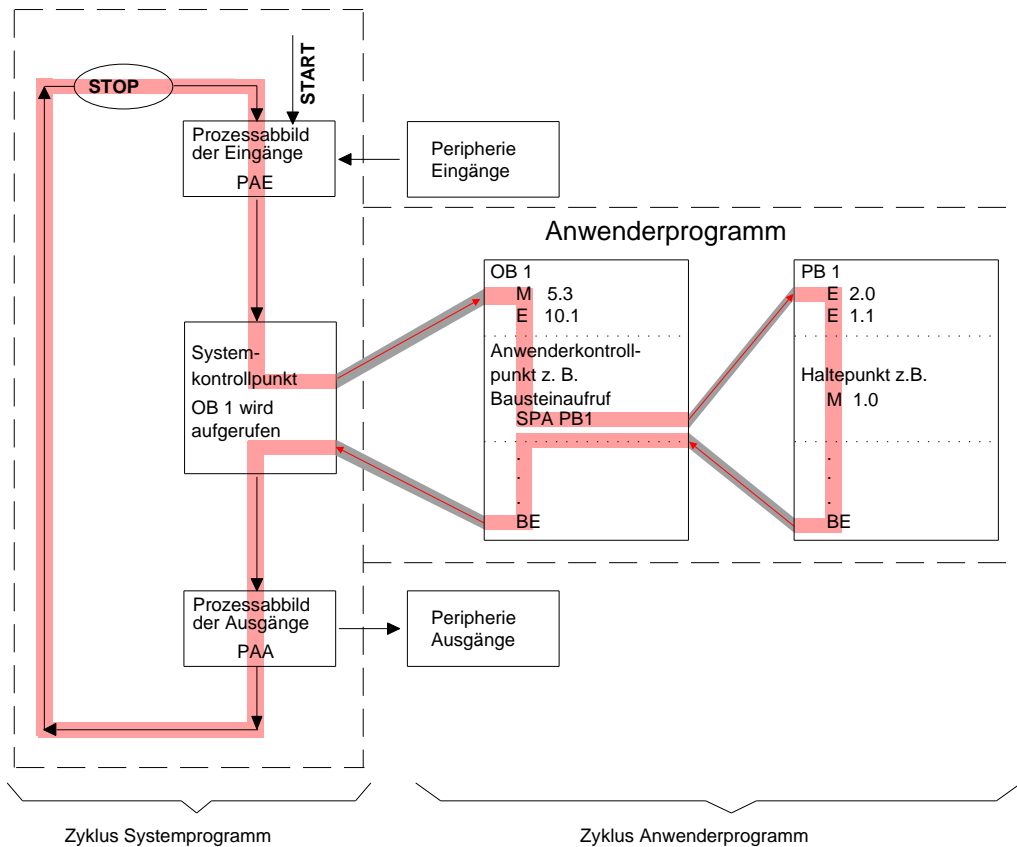 STOP
START
Prozessabbild
der Eingänge
PAE
Peripherie
Eingänge
Anwenderprogramm
System-
kontrollpunkt
OB 1 wird
aufgerufen
OB 1
M 5.3
E 10.1
Anwenderkontroll-
punkt z. B.
Bausteinaufruf
SPA PB1
.
.
.
BE
PB 1
E 2.0
E 1.1
Haltepunkt z.B.
M 1.0
.
.
.
BE
Prozessabbild
der Ausgänge
PAA
Peripherie
Ausgänge
Zyklus Systemprogramm
Zyklus Anwenderprogramm